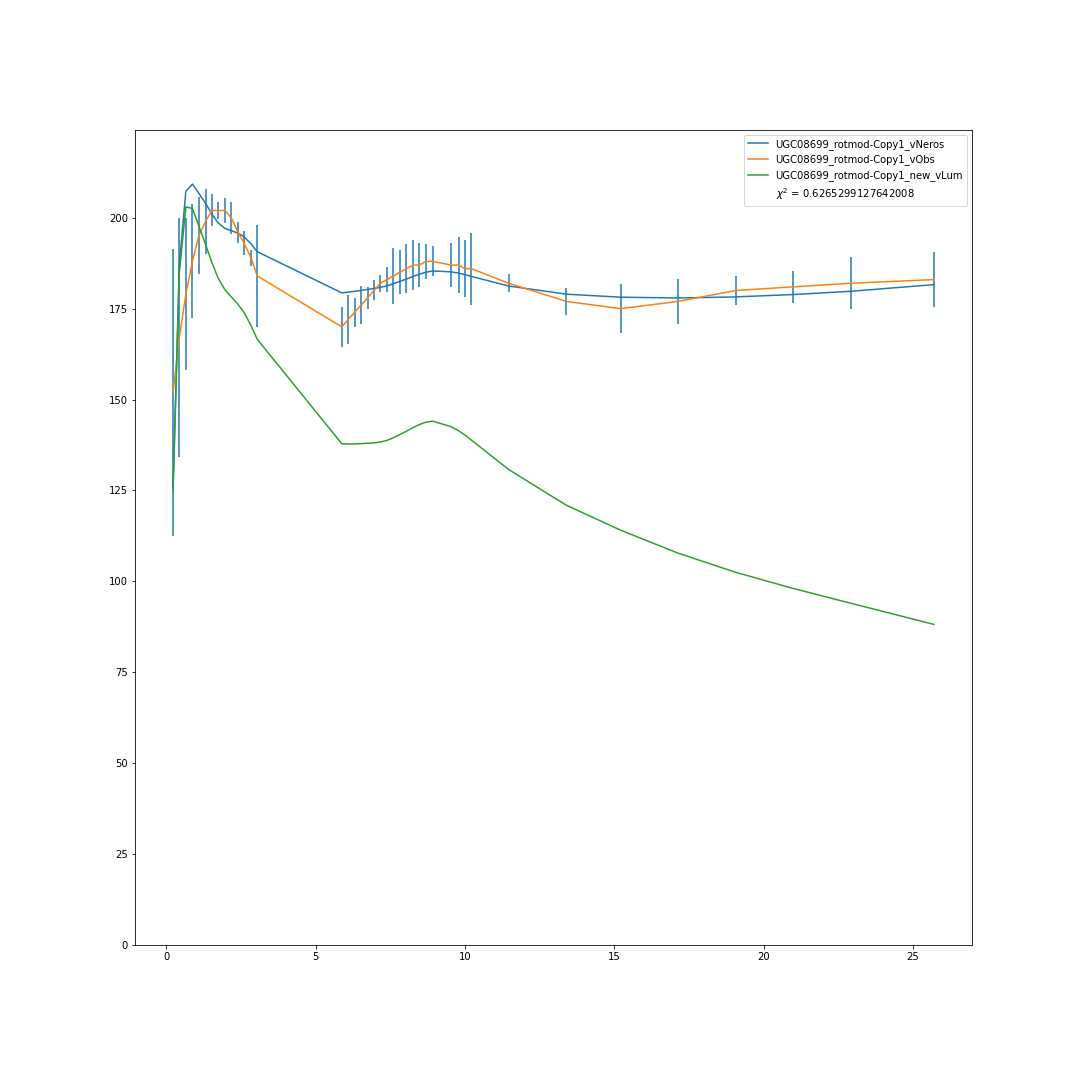 UGC08699_rotmod-Copy1_vNeros
UGC08699_rotmod-Copy1_vObs
UGC08699_rotmod-Copy1_new_vLum
χ² = 0.6265299127642008
200
175
150
125
100
75
50
25
0
0 5 10 15 20 25